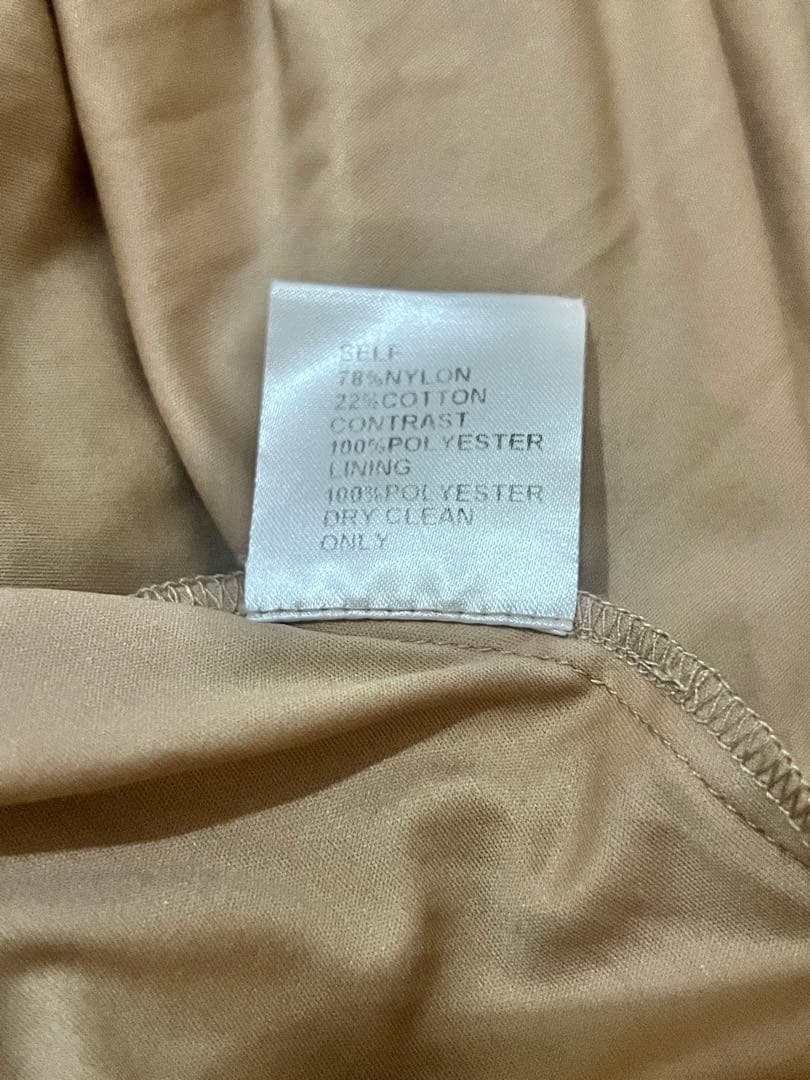 SELF
78%NYLON
22%COTTON
CONTRAST
100%POLYESTER
LINING
100%POLYESTER
DRY CLEAN
ONLY